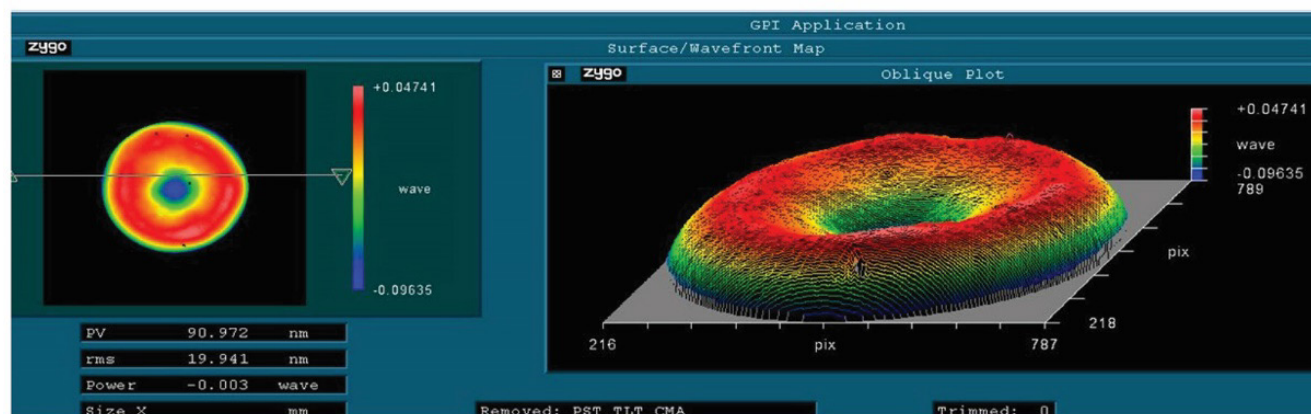 GPI Application
zygo
Surface/Wavefront Map
zygo
Oblique Plot
+0.04741
wave
-0.09635
+0.04741
wave
-0.09635
789
pix
218
216
pix
787
PV 90.972 nm
rms 19.941 nm
Power -0.003 wave
Size X mm
Removed: PST TLT CMA
Trimmed: 0